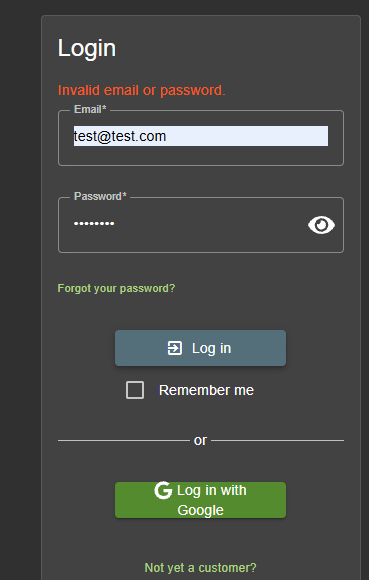 Login
Invalid email or password.
Email*
test@test.com
Password*
••••••••
Forgot your password?
Log in
Remember me
or
Log in with
Google
Not yet a customer?